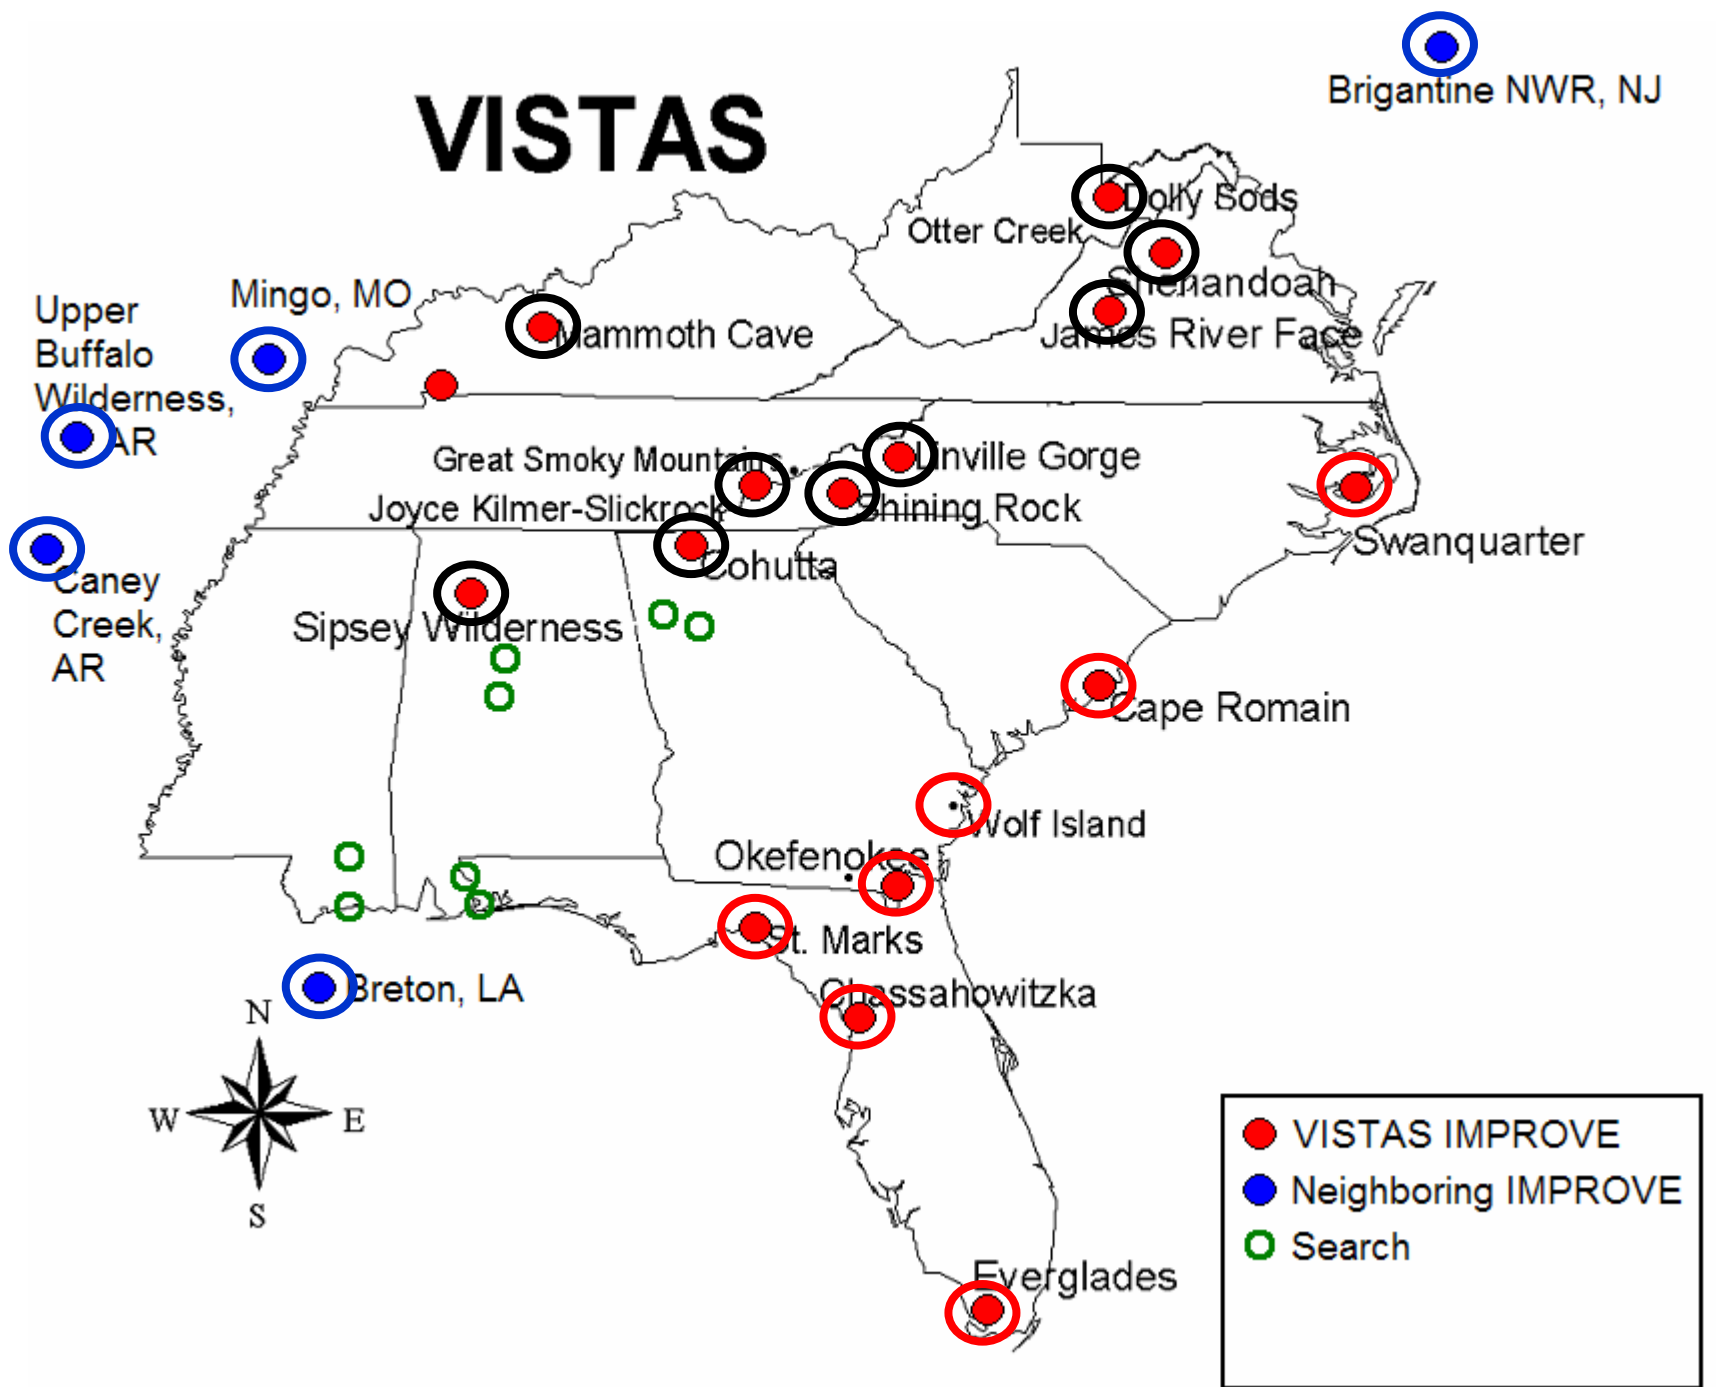 VISTAS
Brigantine NWR, NJ
Dolly Sods
Otter Creek
Shenandoah
James River Face
Mingo, MO
Upper
Buffalo
Wilderness,
AR
Mammoth Cave
Great Smoky Mountains
Linville Gorge
Joyce Kilmer-Slickrock
Shining Rock
Swanquarter
Caney
Creek,
AR
Cohutta
Sipsey Wilderness
Cape Romain
Wolf Island
Okefenokee
St. Marks
Chassahowitzka
Breton, LA
N
W
E
S
Everglades
VISTAS IMPROVE
Neighboring IMPROVE
Search